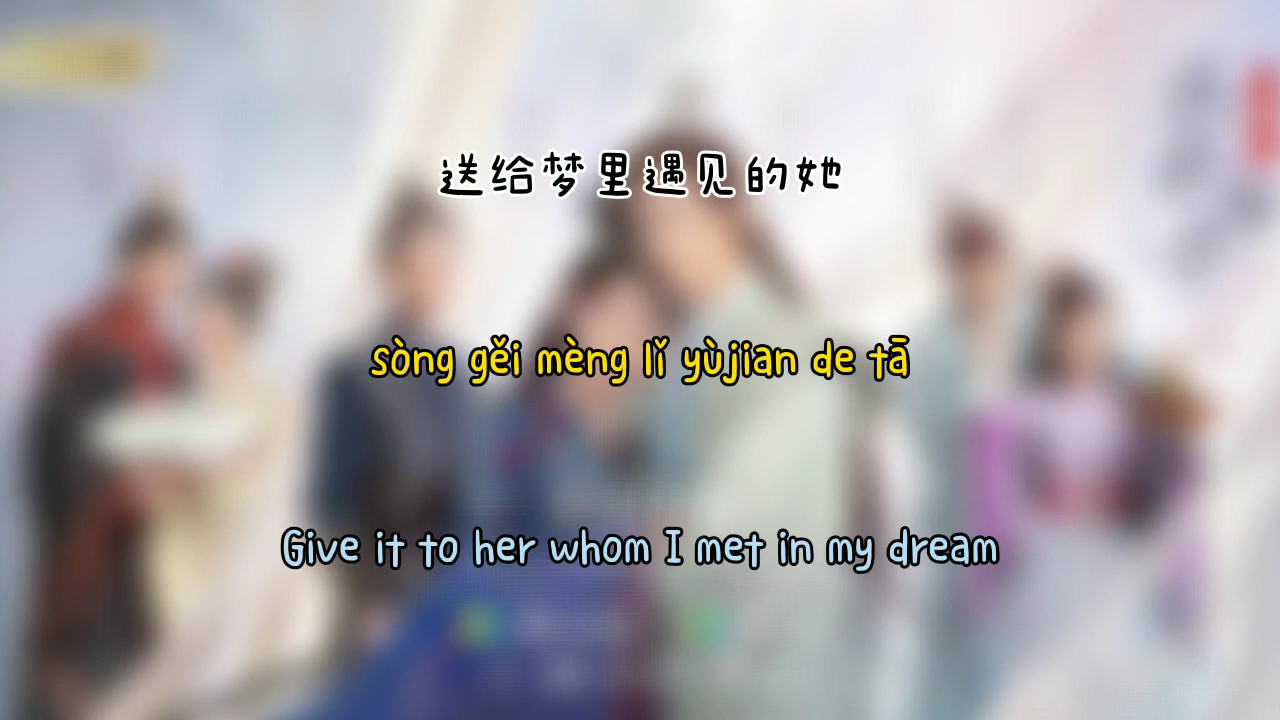 送给梦里遇见的她
sòng gěi mèng lǐ yùjian de tā
Give it to her whom I met in my dream